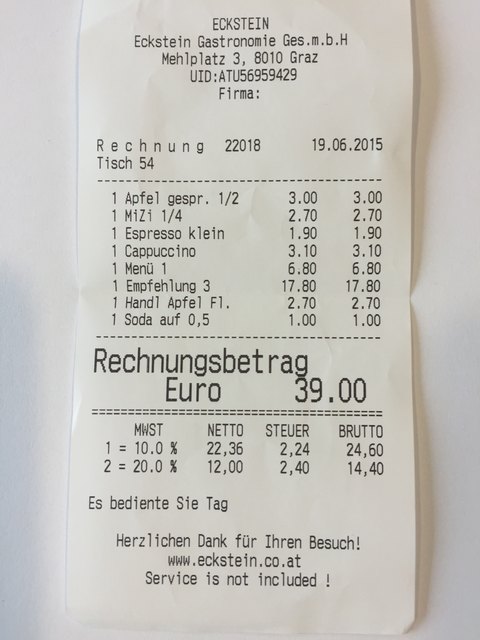 ECKSTEIN
Eckstein Gastronomie Ges.m.b.H
Mehlplatz 3, 8010 Graz
UID:ATU56959429
Firma:
Rechnung 22018 19.06.2015
Tisch 54
1 Apfel gespr. 1/2 3.00 3.00
1 MiZi 1/4 2.70 2.70
1 Espresso klein 1.90 1.90
1 Cappuccino 3.10 3.10
1 Menü 1 6.80 6.80
1 Empfehlung 3 17.80 17.80
1 Handl Apfel Fl. 2.70 2.70
1 Soda auf 0,5 1.00 1.00
Rechnungsbetrag
Euro 39.00
MWST NETTO STEUER BRUTTO
1 = 10.0 % 22,36 2,24 24,60
2 = 20.0 % 12,00 2,40 14,40
Es bediente Sie Tag
Herzlichen Dank für Ihren Besuch!
www.eckstein.co.at
Service is not included !